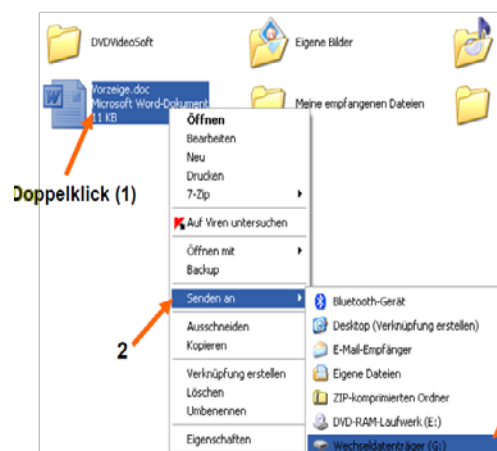 DVDVideoSoft
Eigene Bilder
Vorzeige.doc
Microsoft Word-Dokument
11 KB
Meine empfangenen Dateien
Doppelklick (1)
Öffnen
Bearbeiten
Neu
Drucken
7-Zip
Auf Viren untersuchen
Öffnen mit
Backup
Senden an
2
Ausschneiden
Kopieren
Verknüpfung erstellen
Löschen
Umbenennen
Eigenschaften
Bluetooth-Gerät
Desktop (Verknüpfung erstellen)
E-Mail-Empfänger
Eigene Dateien
ZIP-komprimierten Ordner
DVD-RAM-Laufwerk (E:)
Wechseldatenträger (G:)